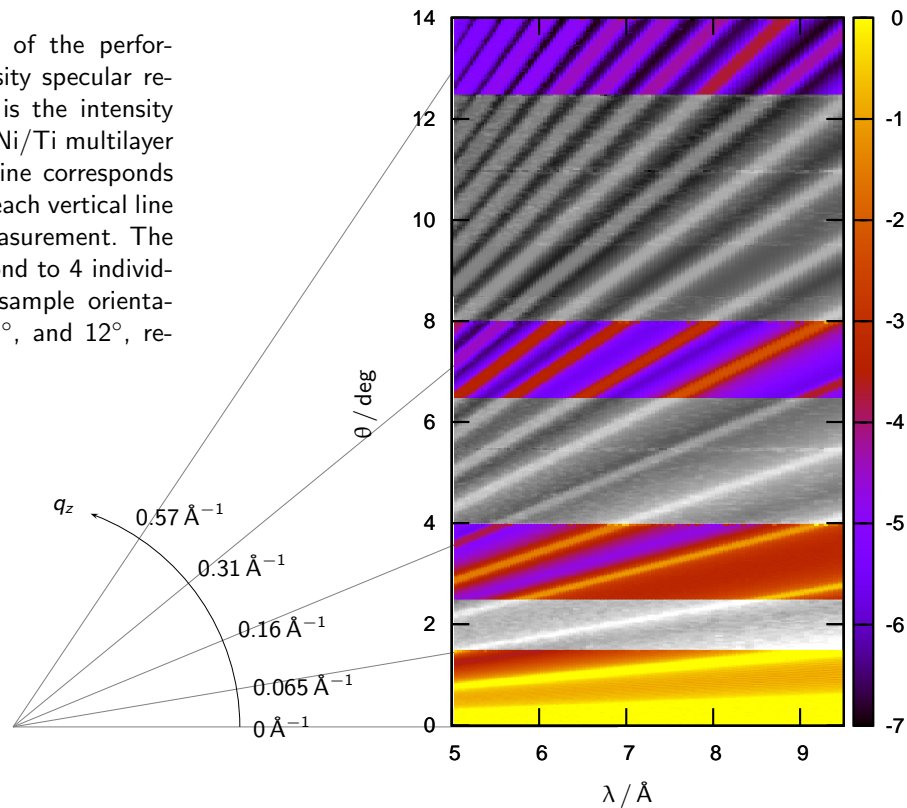 of the perfor-
sity specular re-
is the intensity
Ni/Ti multilayer
ine corresponds
each vertical line
asurement. The
ond to 4 individ-
sample orienta-
°, and 12°, re-
14
12
10
8
6
4
2
0
θ / deg
5
6
7
8
9
λ / Å
0
-1
-2
-3
-4
-5
-6
-7
q_z
0.57 Å⁻¹
0.31 Å⁻¹
0.16 Å⁻¹
0.065 Å⁻¹
0 Å⁻¹